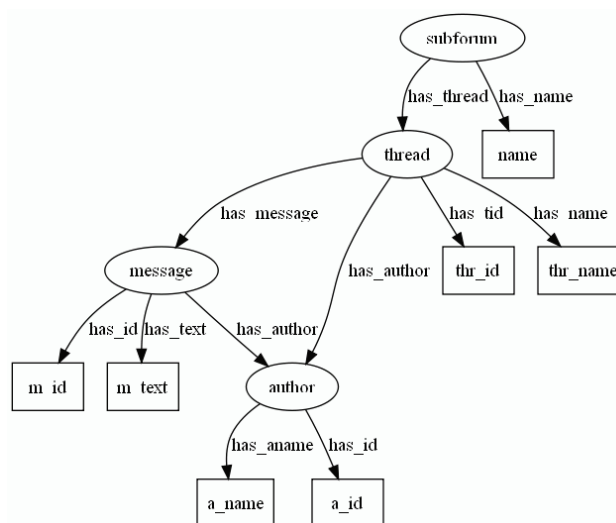 subforum
has_thread
has_name
thread
name
has_message
has_tid
has_name
message
has_author
thr_id
thr_name
has_id
has_text
has_author
m_id
m_text
author
has_aname
has_id
a_name
a_id